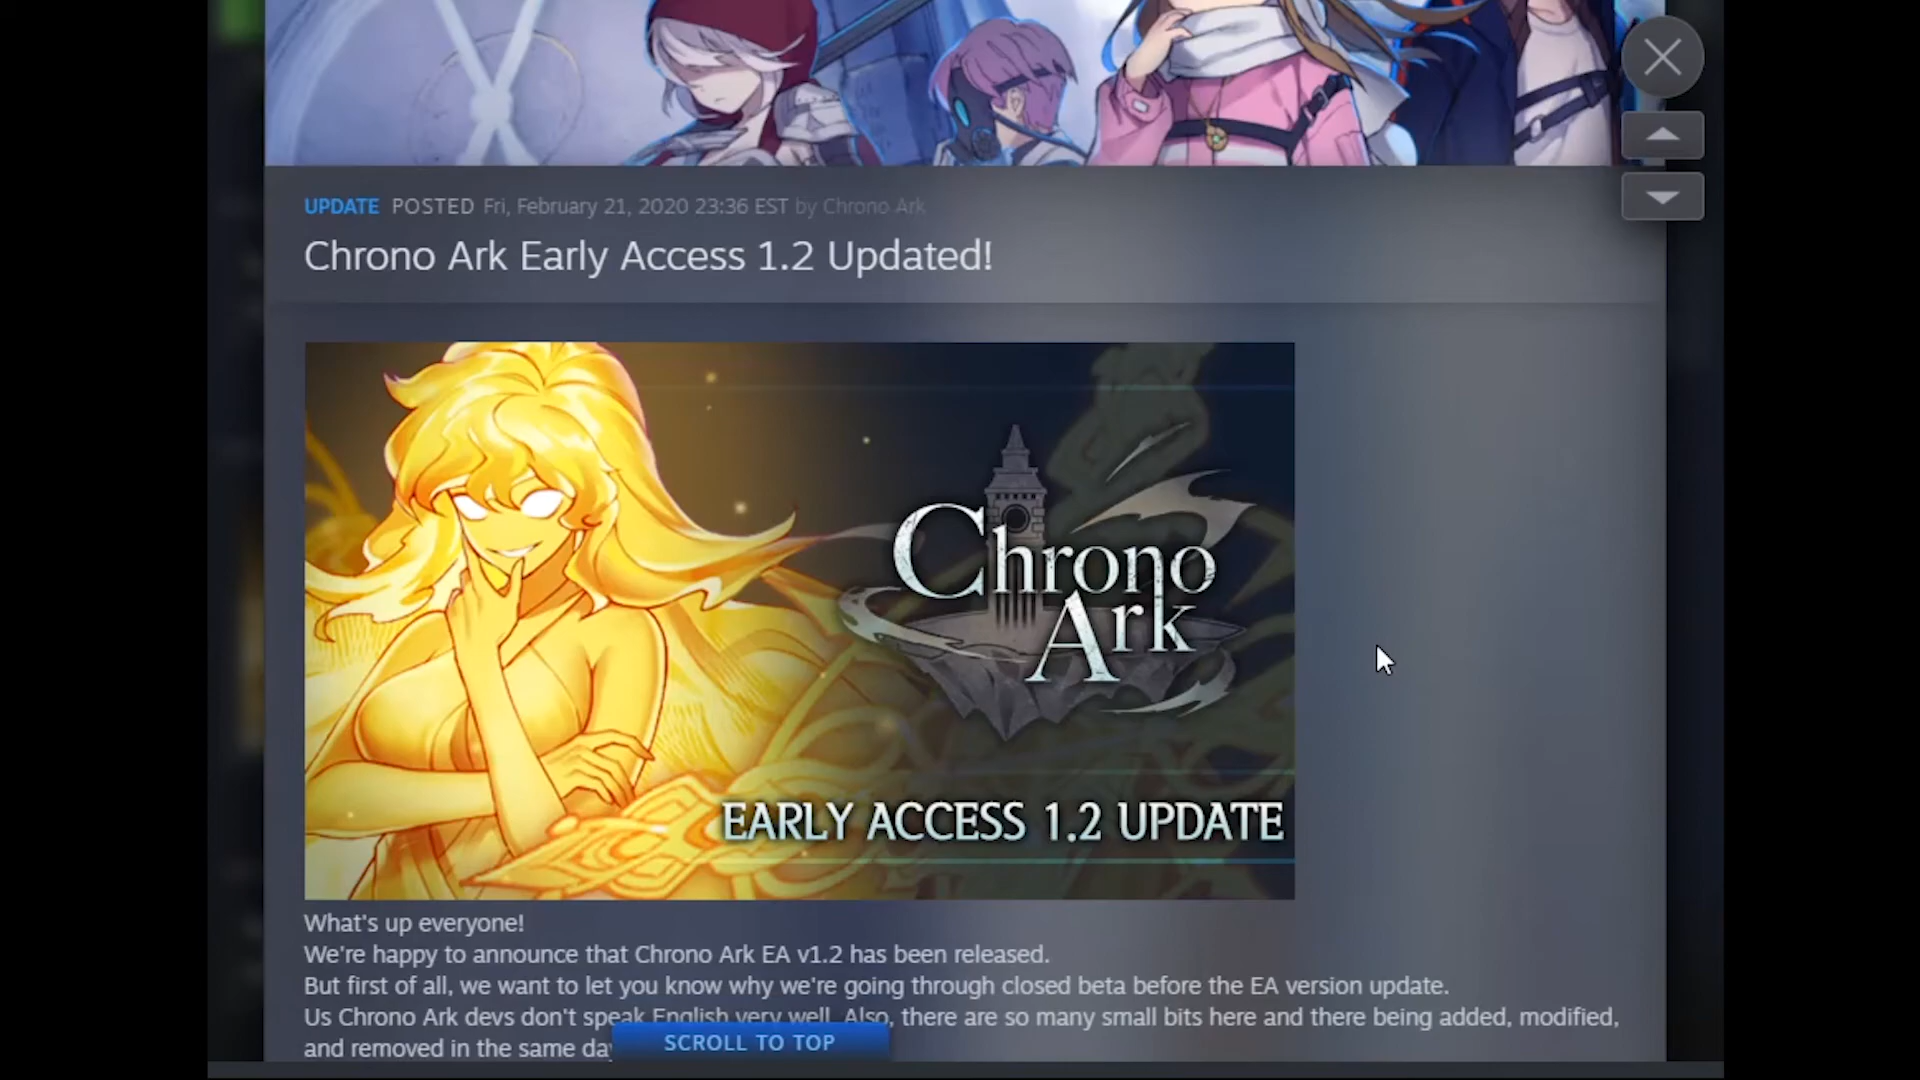 UPDATE POSTED Fri, February 21, 2020 23:36 EST by Chrono Ark
Chrono Ark Early Access 1.2 Updated!
Chrono
Ark
EARLY ACCESS 1.2 UPDATE
What's up everyone!
We're happy to announce that Chrono Ark EA v1.2 has been released.
But first of all, we want to let you know why we're going through closed beta before the EA version update.
Us Chrono Ark devs don't speak English very well. Also, there are so many small bits here and there being added, modified,
and removed in the same
SCROLL TO TOP